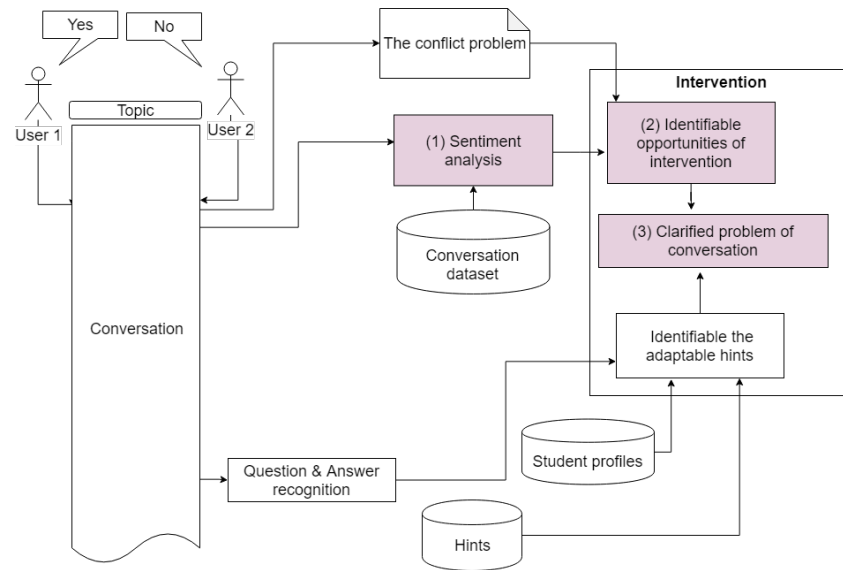 Yes
No
The conflict problem
Intervention
User 1
Topic
User 2
(1) Sentiment
analysis
(2) Identifiable
opportunities of
intervention
(3) Clarified problem of
conversation
Conversation
dataset
Conversation
Identifiable the
adaptable hints
Question & Answer
recognition
Student profiles
Hints